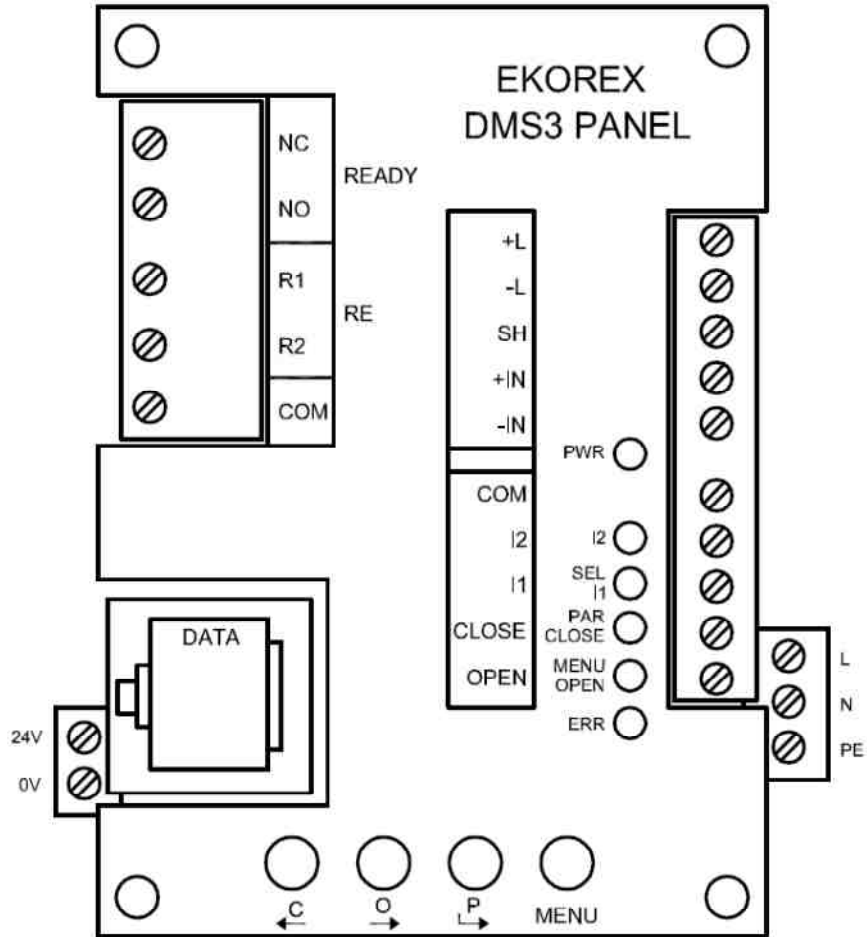 EKOREX
DMS3 PANEL
NC
NO
READY
R1
R2
RE
COM
+L
-L
SH
+IN
-IN
COM
I2
I1
CLOSE
OPEN
PWR
I2
SEL
I1
PAR
CLOSE
MENU
OPEN
ERR
L
N
PE
DATA
24V
0V
C
O
P
MENU